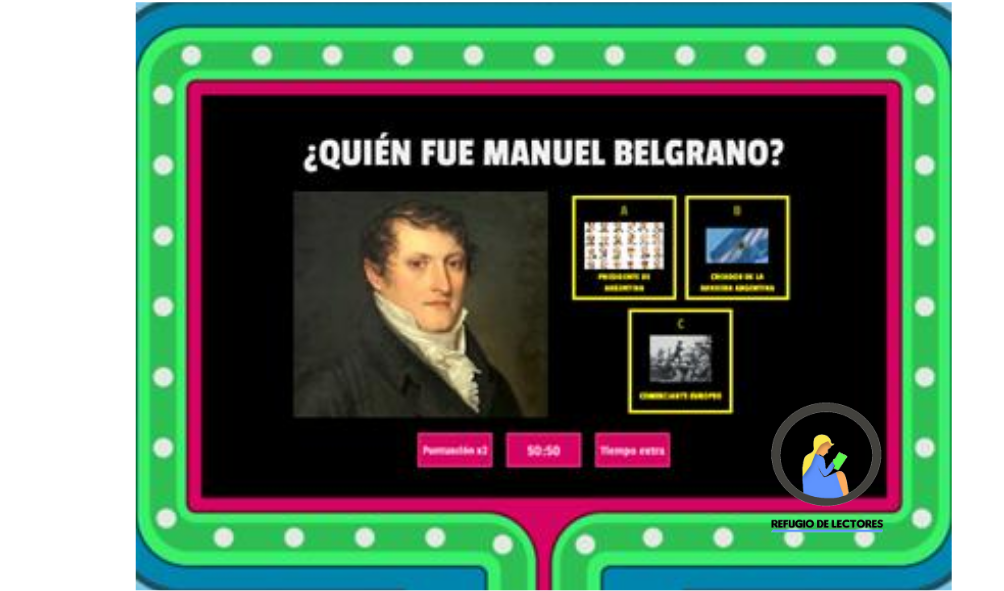 ¿QUIÉN FUE MANUEL BELGRANO?
A
PRESIDENTE DE
ARGENTINA
B
CREADOR DE LA
BANDERA ARGENTINA
C
COMERCIANTE EUROPEO
Puntuación x2
50:50
Tiempo extra
REFUGIO DE LECTORES